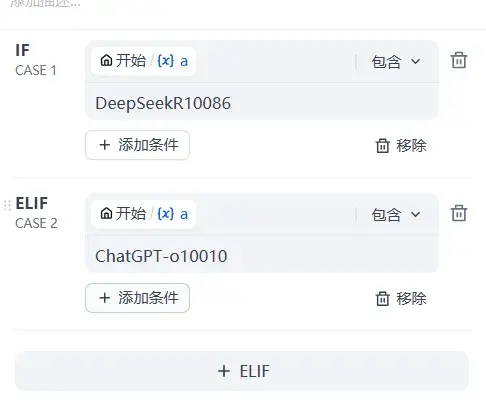 添加描述...
IF
CASE 1
开始 / {x} a
包含
DeepSeekR10086
+ 添加条件
移除
ELIF
CASE 2
开始 / {x} a
包含
ChatGPT-o10010
+ 添加条件
移除
+ ELIF